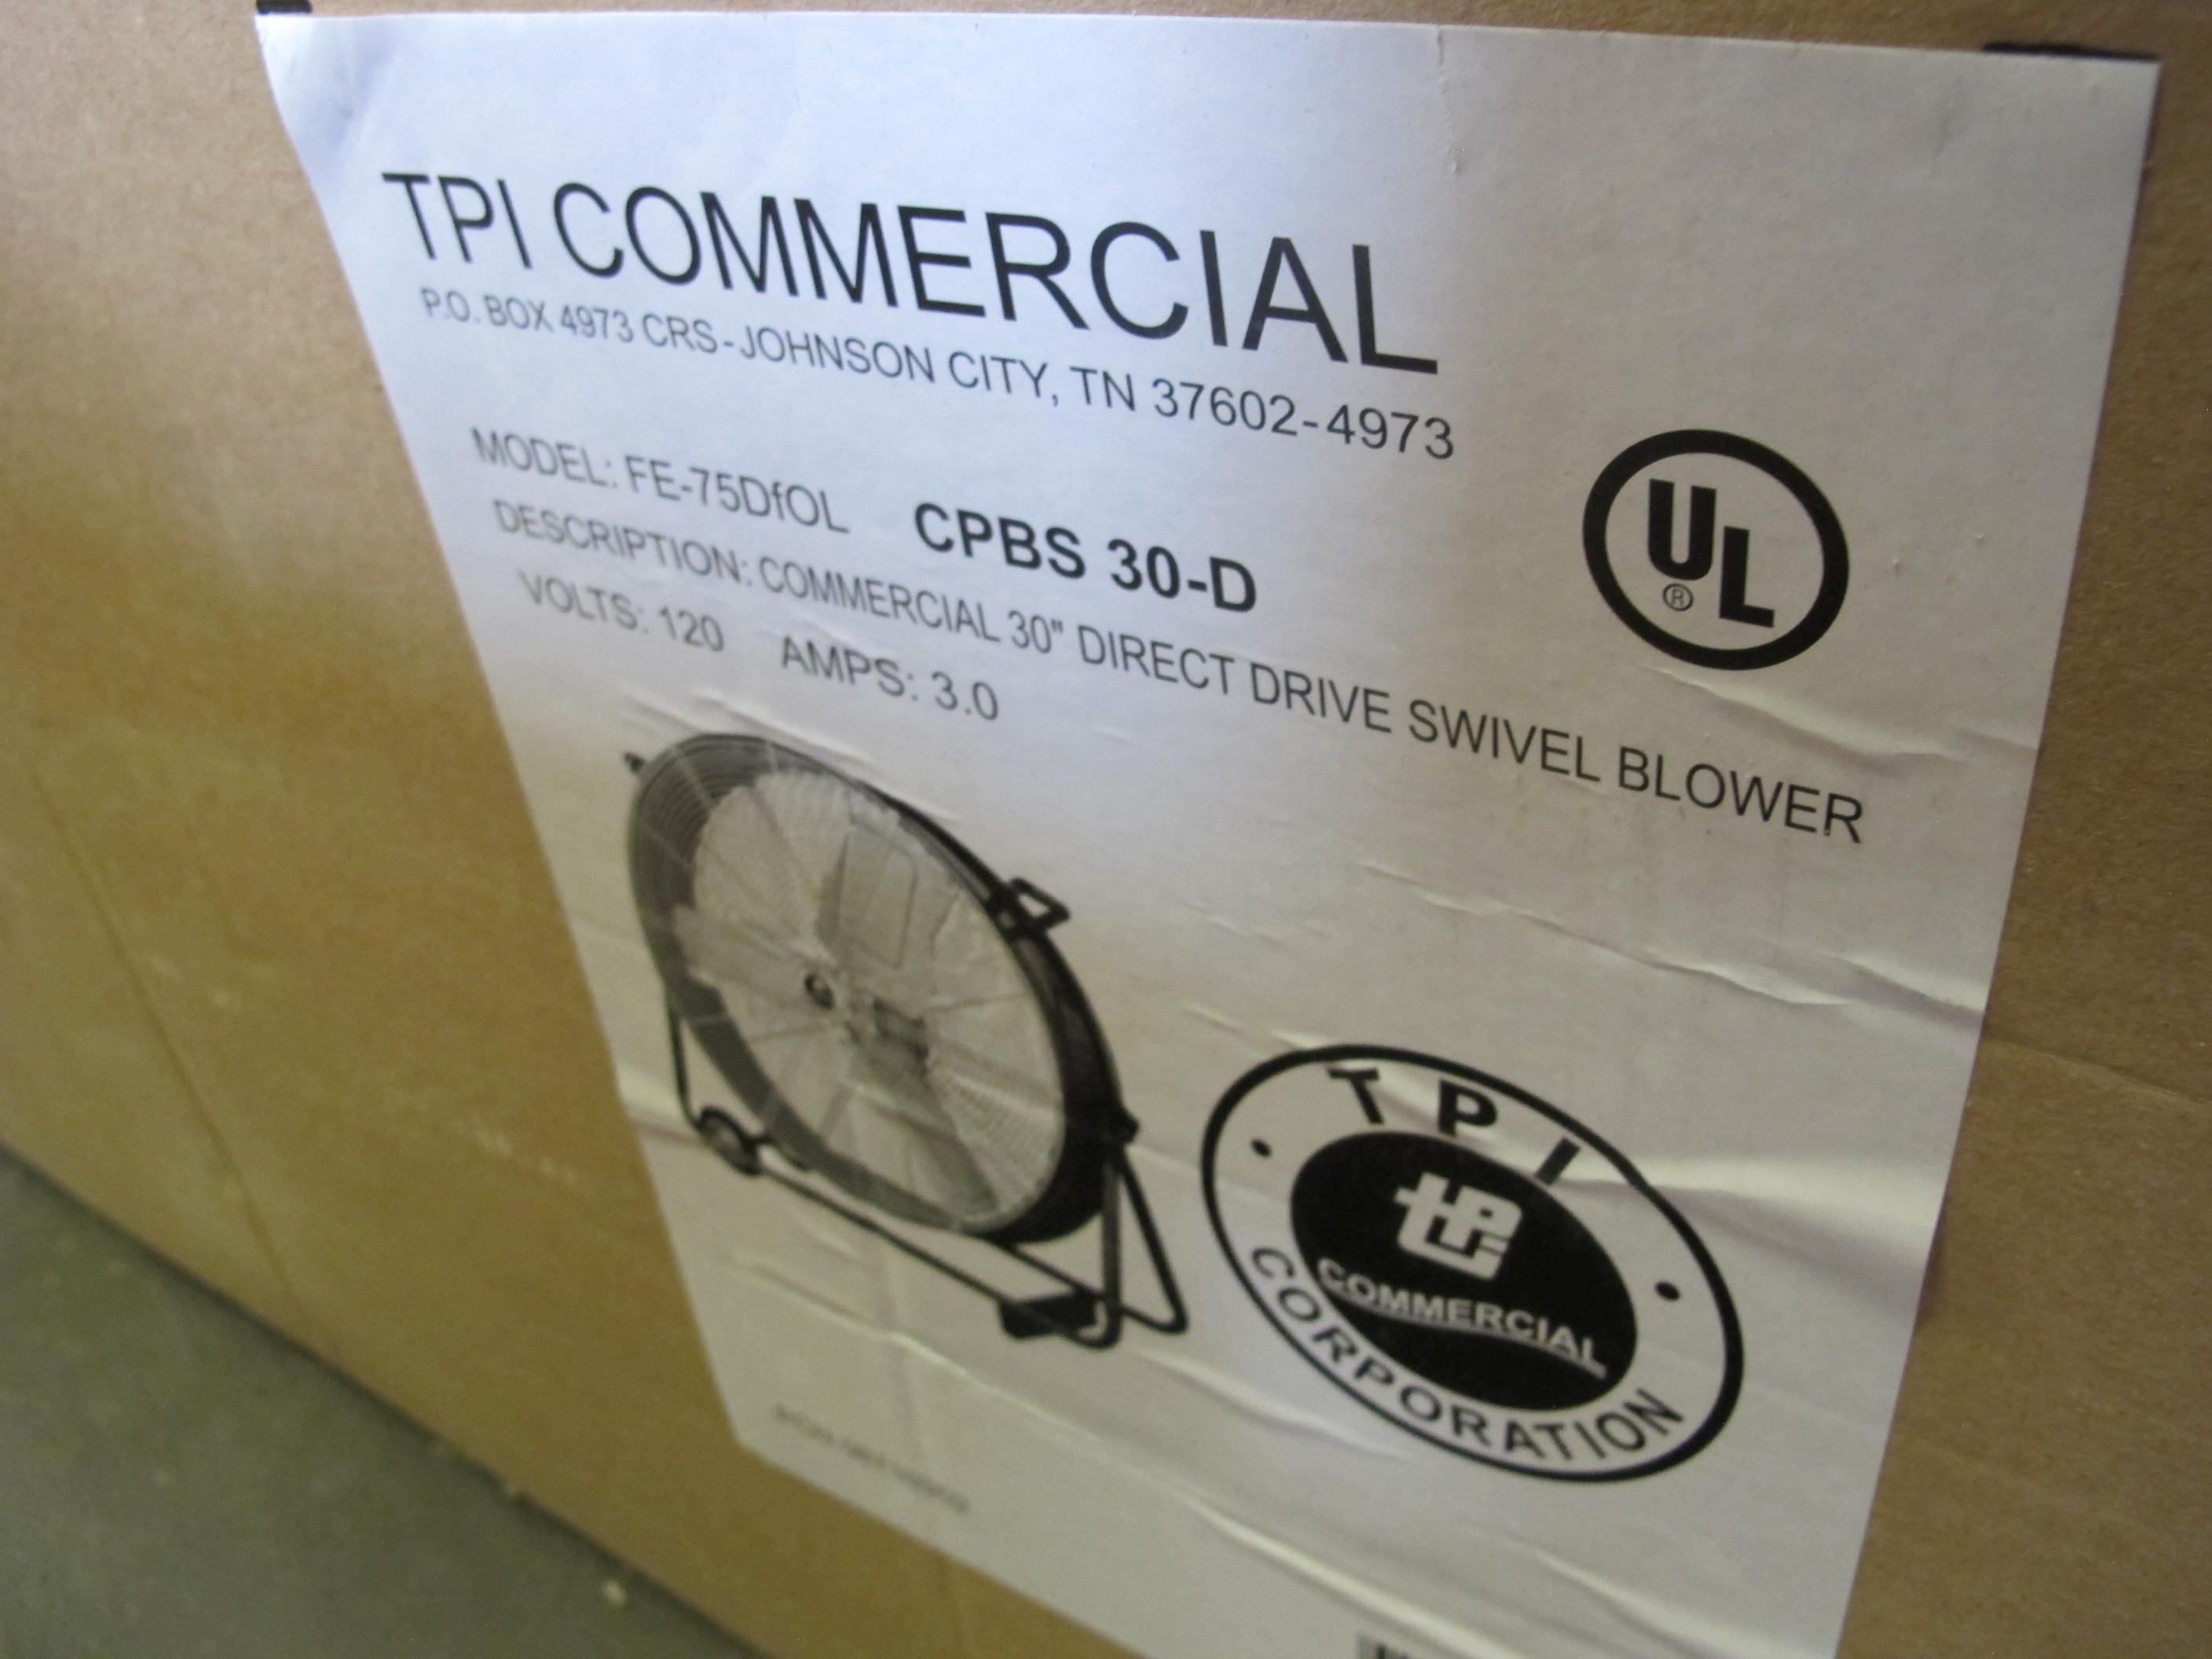 TPI COMMERCIAL
P.O. BOX 4973 CRS-JOHNSON CITY, TN 37602-4973
MODEL: FE-75DfOL CPBS 30-D
DESCRIPTION: COMMERCIAL 30" DIRECT DRIVE SWIVEL BLOWER
VOLTS: 120 AMPS: 3.0
UL
®
TPI
tpi
COMMERCIAL
CORPORATION